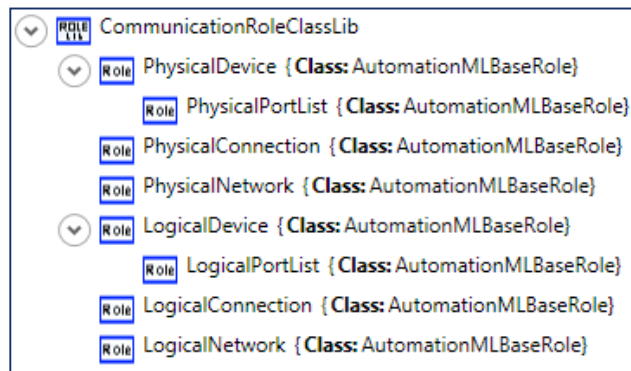 ROLE LIB CommunicationRoleClassLib
Role PhysicalDevice {Class: AutomationMLBaseRole}
Role PhysicalPortList {Class: AutomationMLBaseRole}
Role PhysicalConnection {Class: AutomationMLBaseRole}
Role PhysicalNetwork {Class: AutomationMLBaseRole}
Role LogicalDevice {Class: AutomationMLBaseRole}
Role LogicalPortList {Class: AutomationMLBaseRole}
Role LogicalConnection {Class: AutomationMLBaseRole}
Role LogicalNetwork {Class: AutomationMLBaseRole}